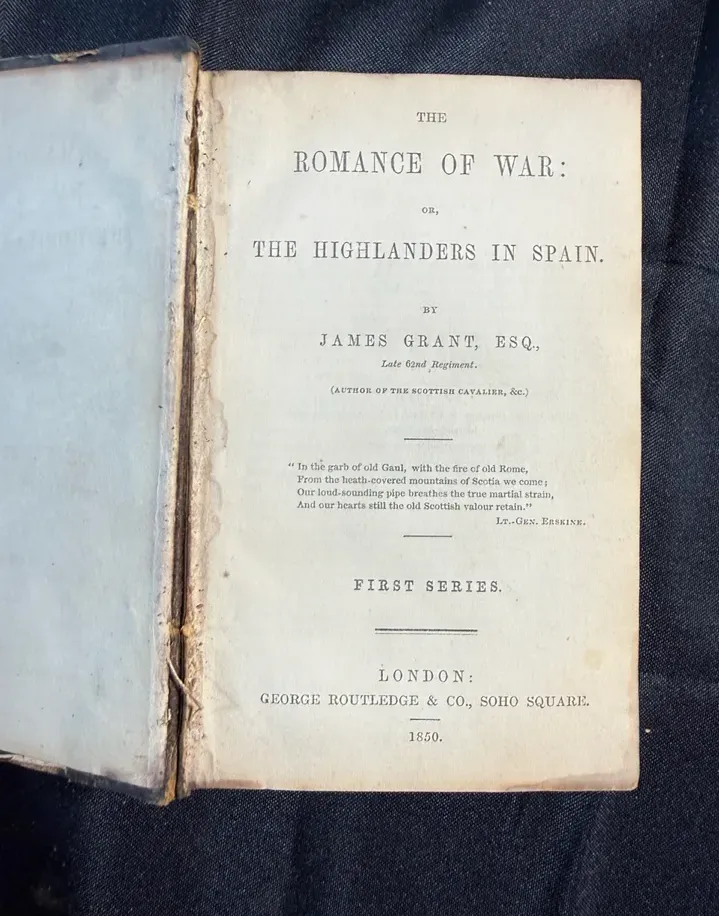 THE
ROMANCE OF WAR:
OR,
THE HIGHLANDERS IN SPAIN.
BY
JAMES GRANT, ESQ.,
Late 62nd Regiment.
(AUTHOR OF THE SCOTTISH CAVALIER, &c.)
"In the garb of old Gaul, with the fire of old Rome,
From the heath-covered mountains of Scotia we come;
Our loud-sounding pipe breathes the true martial strain,
And our hearts still the old Scottish valour retain."
LT.-GEN. ERSKINE.
FIRST SERIES.
LONDON:
GEORGE ROUTLEDGE & CO., SOHO SQUARE.
1850.